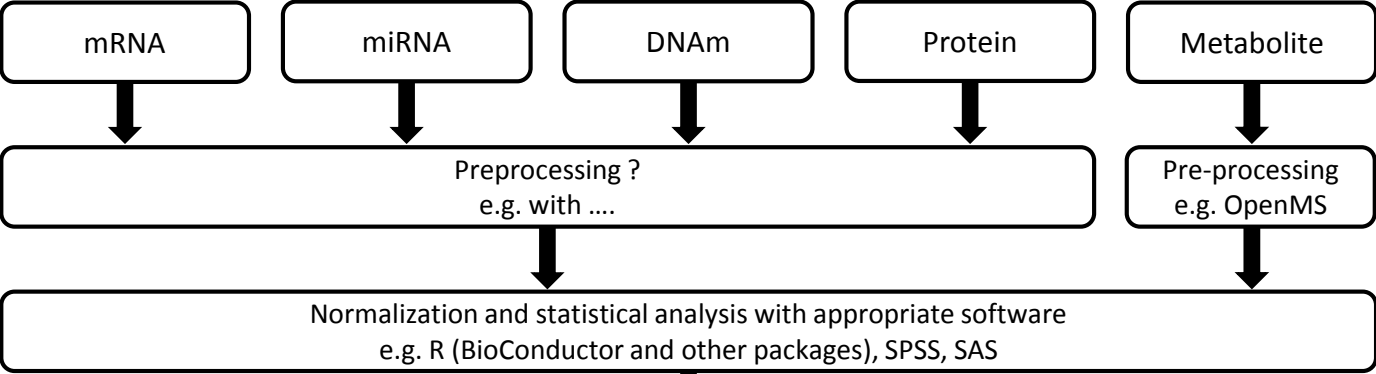 mRNA
miRNA
DNAm
Protein
Metabolite
Preprocessing ?
e.g. with ....
Pre-processing
e.g. OpenMS
Normalization and statistical analysis with appropriate software
e.g. R (BioConductor and other packages), SPSS, SAS